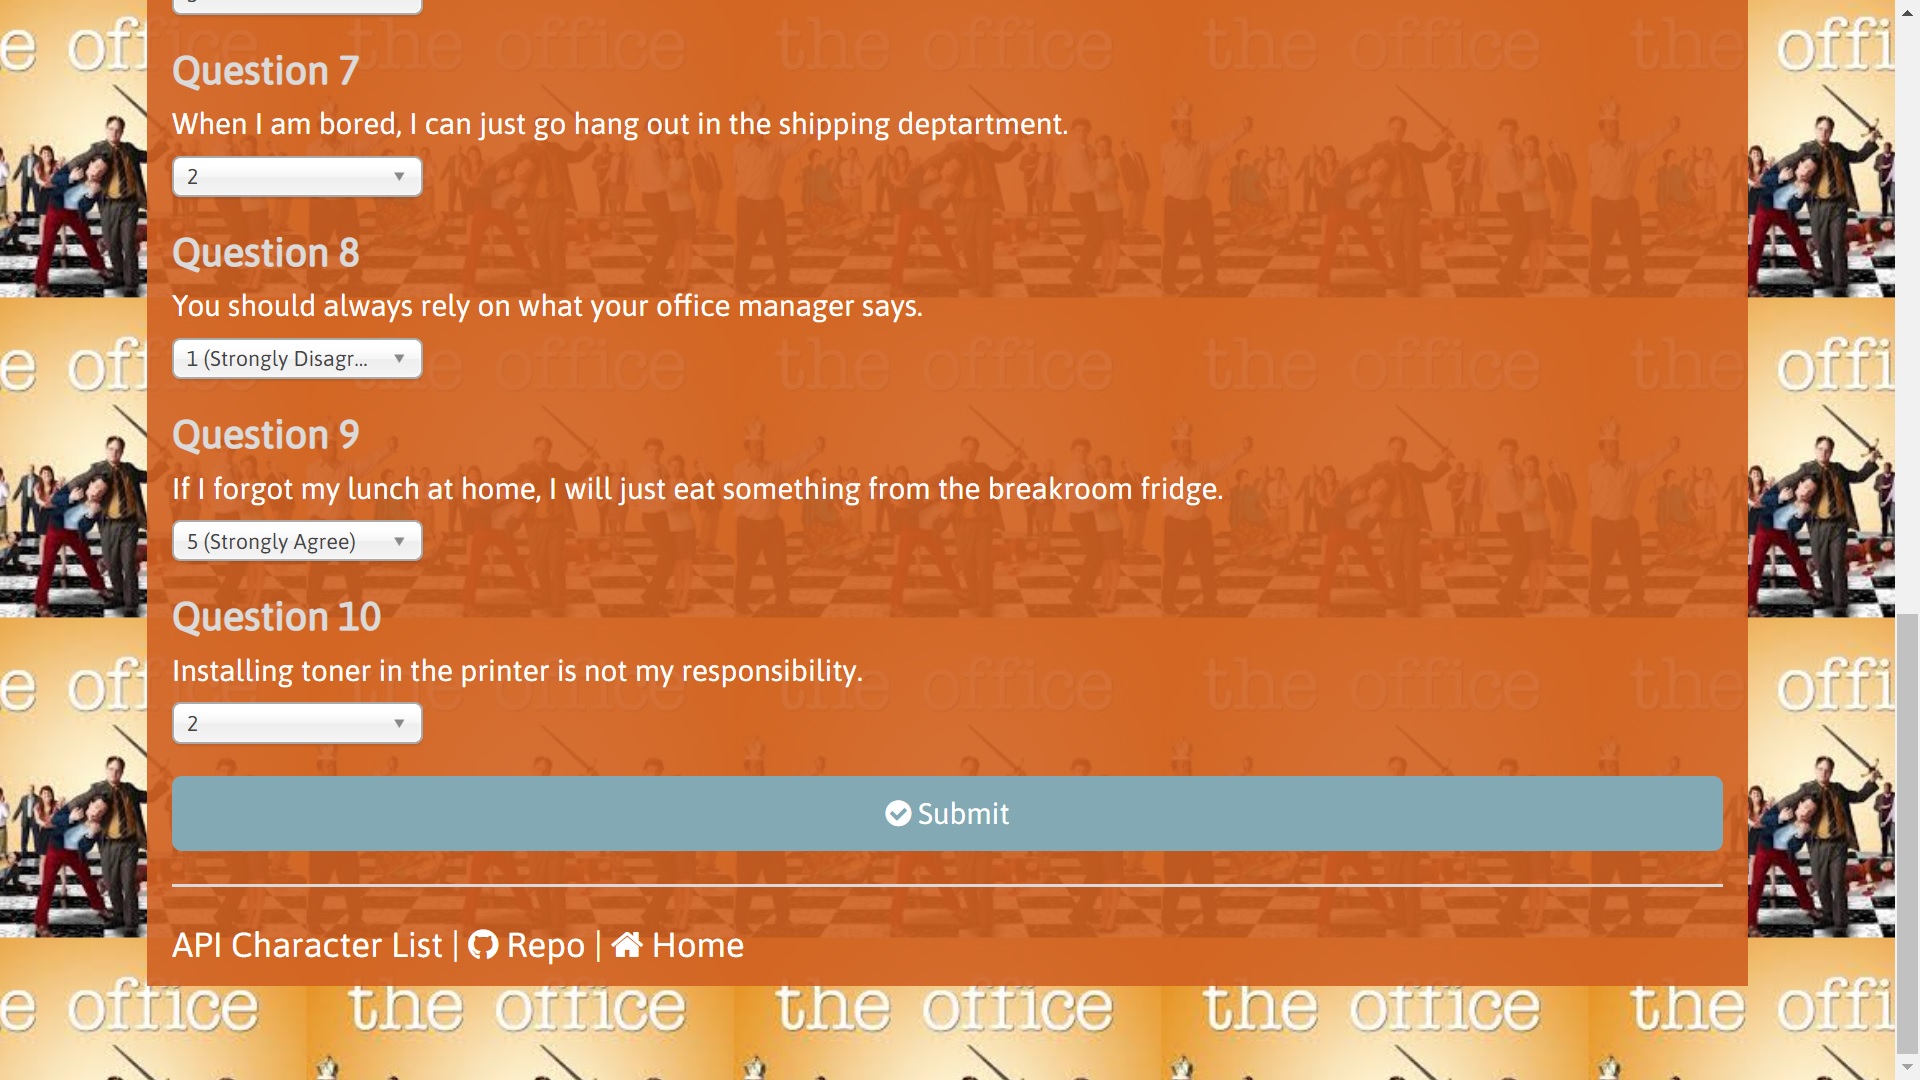 Question 7
When I am bored, I can just go hang out in the shipping deptartment.
2
Question 8
You should always rely on what your office manager says.
1 (Strongly Disagr...
Question 9
If I forgot my lunch at home, I will just eat something from the breakroom fridge.
5 (Strongly Agree)
Question 10
Installing toner in the printer is not my responsibility.
2
Submit
API Character List | Repo | Home
the office the office the office the office